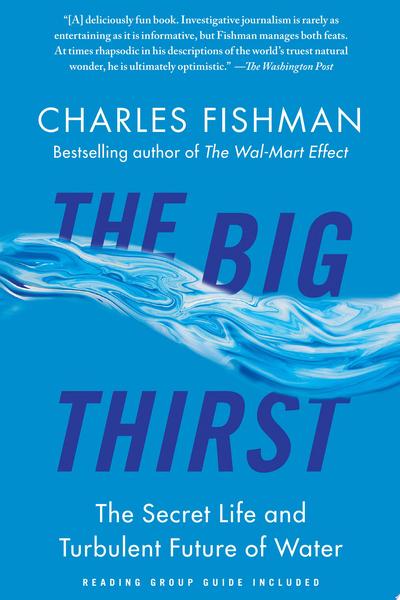 “[A] deliciously fun book. Investigative journalism is rarely as
entertaining as it is informative, but Fishman manages both feats.
At times rhapsodic in his descriptions of the world’s truest natural
wonder, he is ultimately optimistic.” —The Washington Post
CHARLES FISHMAN
Bestselling author of The Wal-Mart Effect
THE BIG
THIRST
The Secret Life and
Turbulent Future of Water
READING GROUP GUIDE INCLUDED